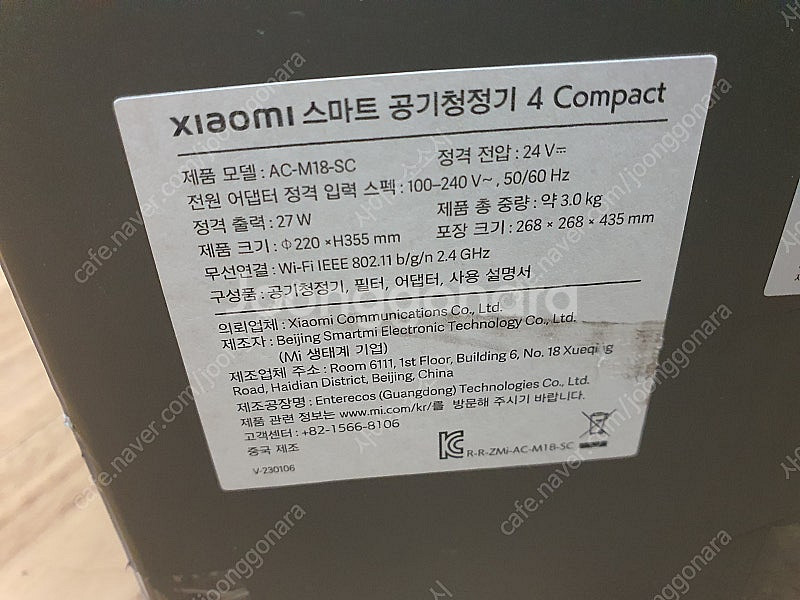 xiaomi 스마트 공기청정기 4 Compact
제품 모델 : AC-M18-SC 정격 전압 : 24 V⎓
전원 어댑터 정격 입력 스펙 : 100–240 V~ , 50/60 Hz
정격 출력 : 27 W 제품 총 중량 : 약 3.0 kg
제품 크기 : Φ220 ×H355 mm 포장 크기 : 268 × 268 × 435 mm
무선연결 : Wi-Fi IEEE 802.11 b/g/n 2.4 GHz
구성품 : 공기청정기, 필터, 어댑터, 사용 설명서
의뢰업체 : Xiaomi Communications Co., Ltd.
제조자 : Beijing Smartmi Electronic Technology Co., Ltd.
(Mi 생태계 기업)
제조업체 주소 : Room 6111, 1st Floor, Building 6, No. 18 Xueqing
Road, Haidian District, Beijing, China
제조공장명 : Enterecos (Guangdong) Technologies Co., Ltd.
제품 관련 정보는 www.mi.com/kr/를 방문해 주시기 바랍니다.
고객센터 : +82-1566-8106
중국 제조
R-R-ZMi-AC-M18-SC
V-230106
Joonggonara
cafe.naver.com/joonggonara